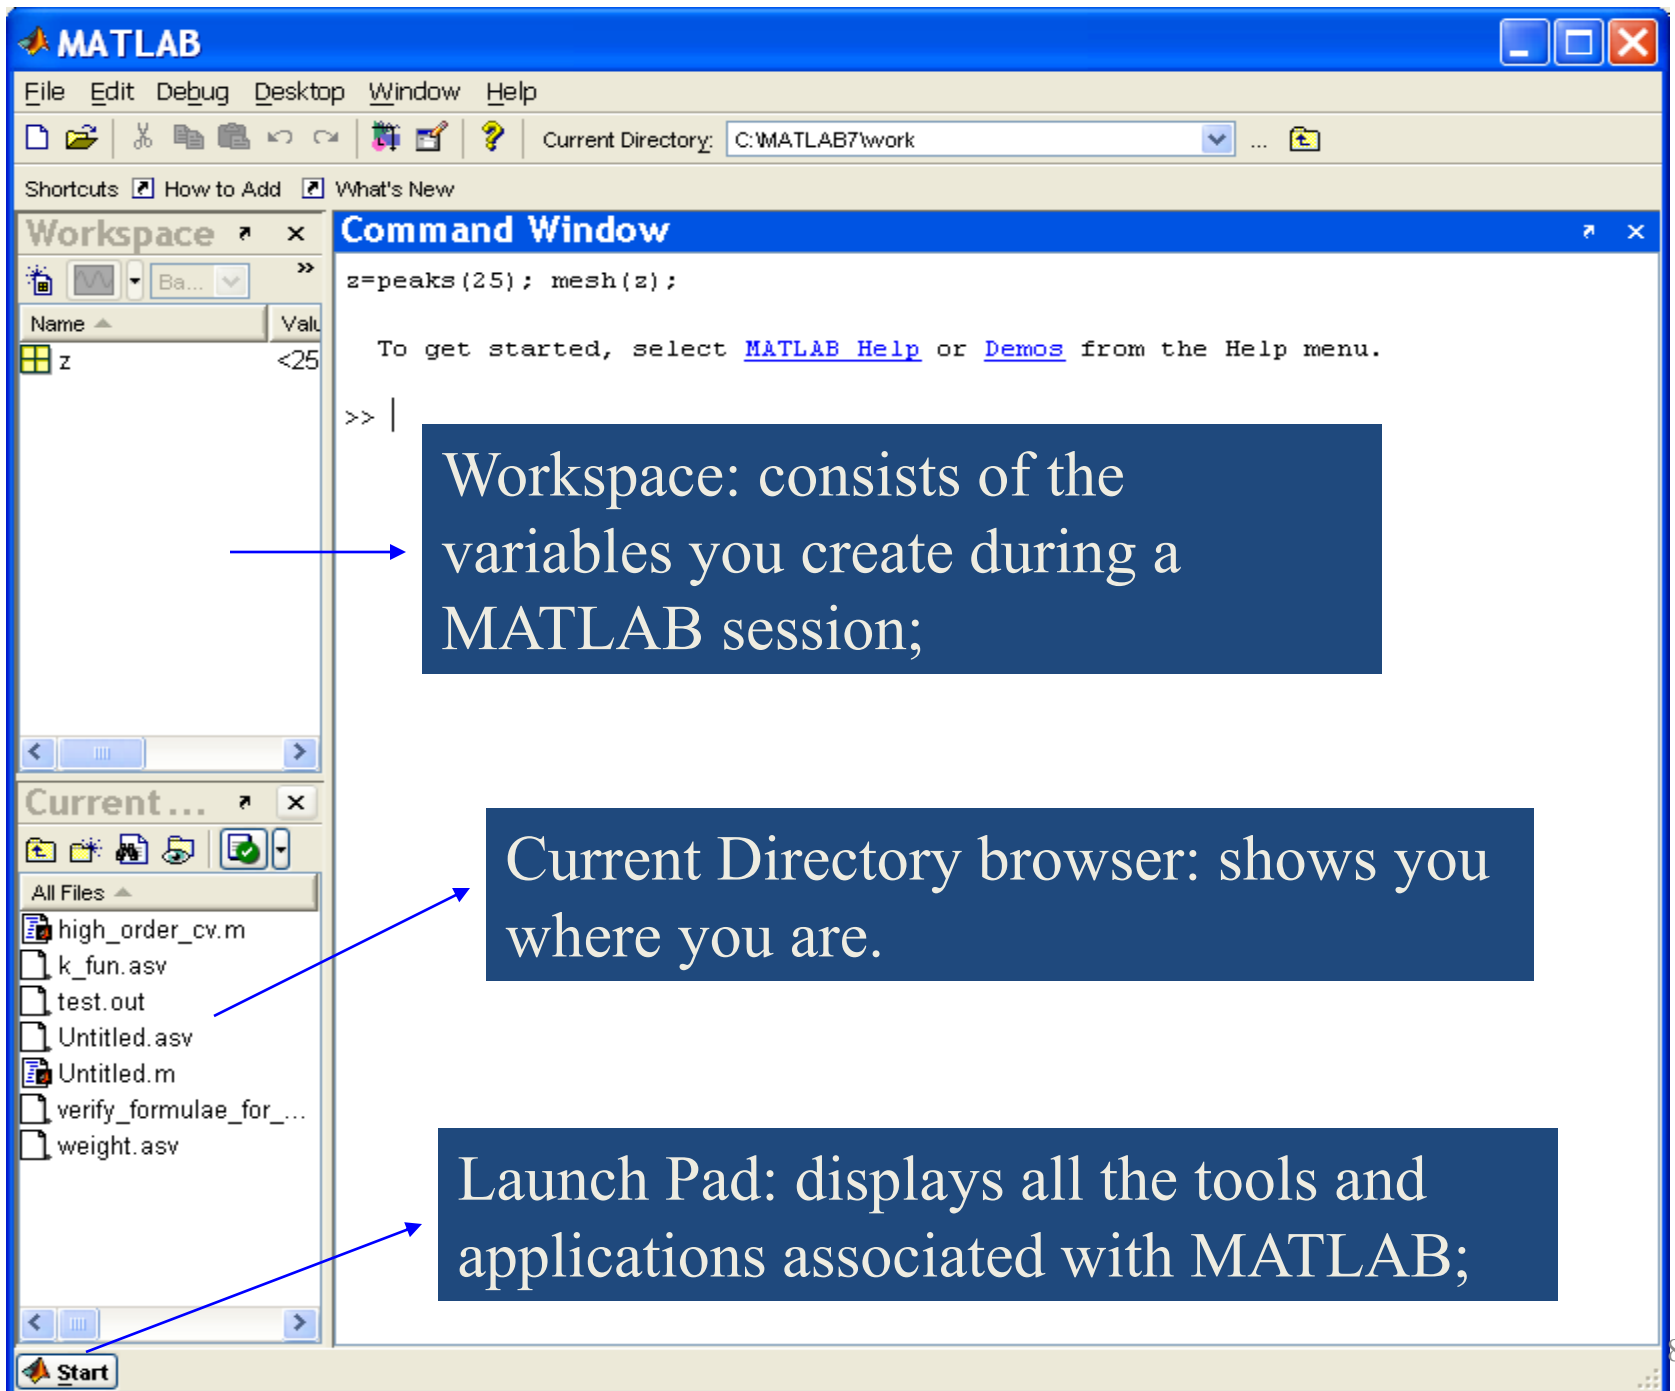 MATLAB
File Edit Debug Desktop Window Help
Current Directory: C:\MATLAB7\work ...
Shortcuts How to Add What's New
Workspace
Ba...
Name Valu
z <25
Command Window
z=peaks(25); mesh(z);
To get started, select MATLAB Help or Demos from the Help menu.
>>
Workspace: consists of the
variables you create during a
MATLAB session;
Current...
All Files
high_order_cv.m
k_fun.asv
test.out
Untitled.asv
Untitled.m
verify_formulae_for_...
weight.asv
Current Directory browser: shows you
where you are.
Launch Pad: displays all the tools and
applications associated with MATLAB;
Start